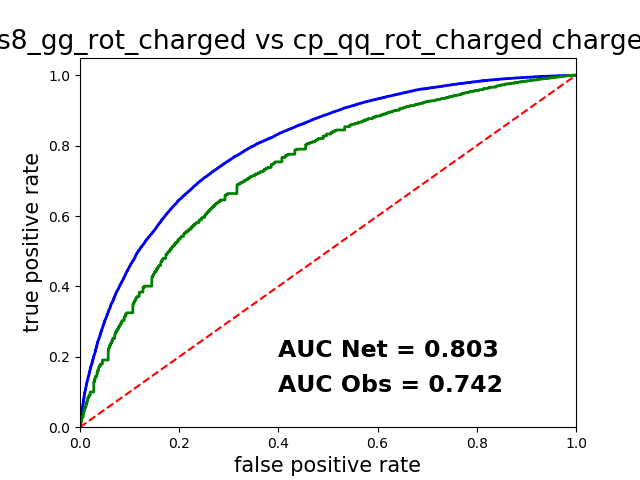 s8_gg_rot_charged vs cp_qq_rot_charged charge
true positive rate
1.0
0.8
0.6
0.4
0.2
0.0
AUC Net = 0.803
AUC Obs = 0.742
0.0 0.2 0.4 0.6 0.8 1.0
false positive rate